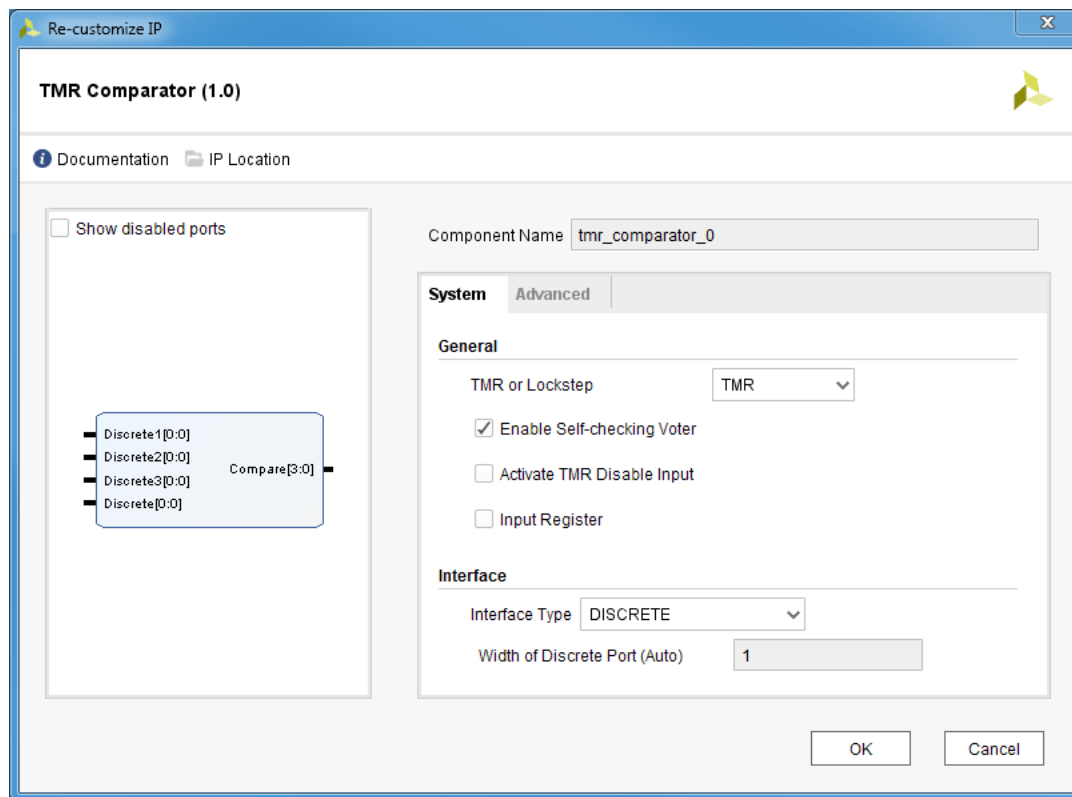 Re-customize IP
TMR Comparator (1.0)
Documentation IP Location
Show disabled ports
Discrete1[0:0]
Discrete2[0:0]
Discrete3[0:0]
Discrete[0:0]
Compare[3:0]
Component Name tmr_comparator_0
System Advanced
General
TMR or Lockstep TMR
Enable Self-checking Voter
Activate TMR Disable Input
Input Register
Interface
Interface Type DISCRETE
Width of Discrete Port (Auto) 1
OK Cancel